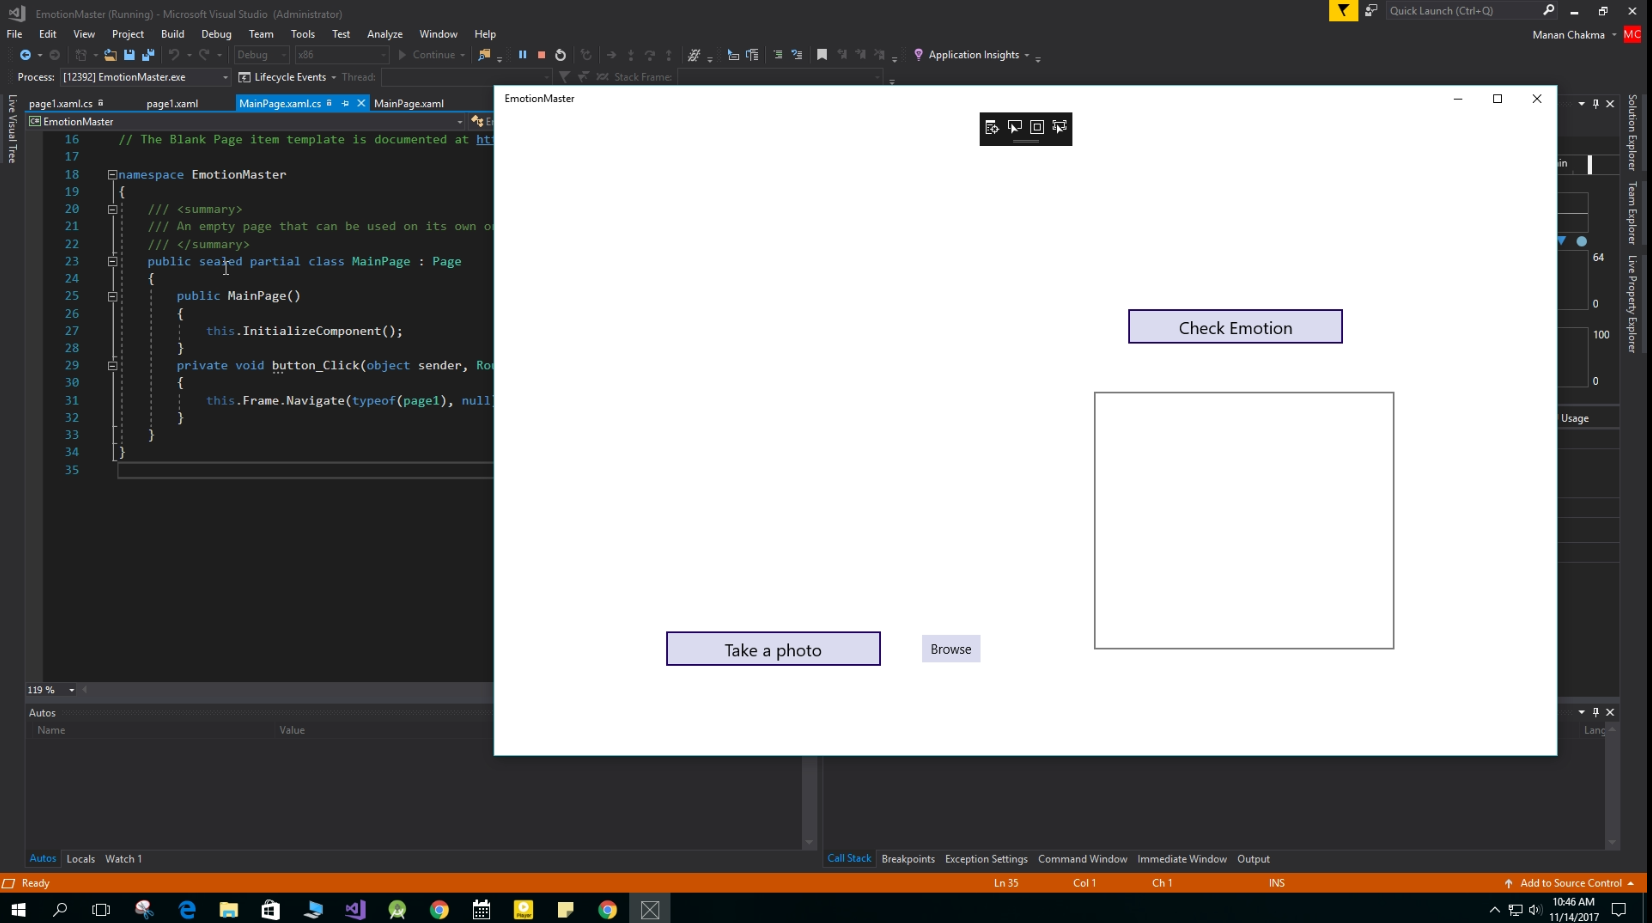 EmotionMaster (Running) - Microsoft Visual Studio (Administrator)
Quick Launch (Ctrl+Q)
File Edit View Project Build Debug Team Tools Test Analyze Window Help
Manan Chakma MC
Debug x86 Continue Application Insights
Process: [12392] EmotionMaster.exe Lifecycle Events Thread: Stack Frame:
page1.xaml.cs page1.xaml MainPage.xaml.cs MainPage.xaml
EmotionMaster
Live Visual Tree
16 // The Blank Page item template is documented at
17
18 namespace EmotionMaster
19 {
20 /// <summary>
21 /// An empty page that can be used on its own
22 /// </summary>
23 public sealed partial class MainPage : Page
24 {
25 public MainPage()
26 {
27 this.InitializeComponent();
28 }
29 private void button_Click(object sender, Rou
30 {
31 this.Frame.Navigate(typeof(page1), null
32 }
33 }
34 }
35
119 %
EmotionMaster
Check Emotion
Take a photo
Browse
in
64
0
100
0
Usage
Solution Explorer
Team Explorer
Live Property Explorer
Autos
Name Value
Lang
Autos Locals Watch 1
Call Stack Breakpoints Exception Settings Command Window Immediate Window Output
Ready Ln 35 Col 1 Ch 1 INS Add to Source Control
10:46 AM
11/14/2017